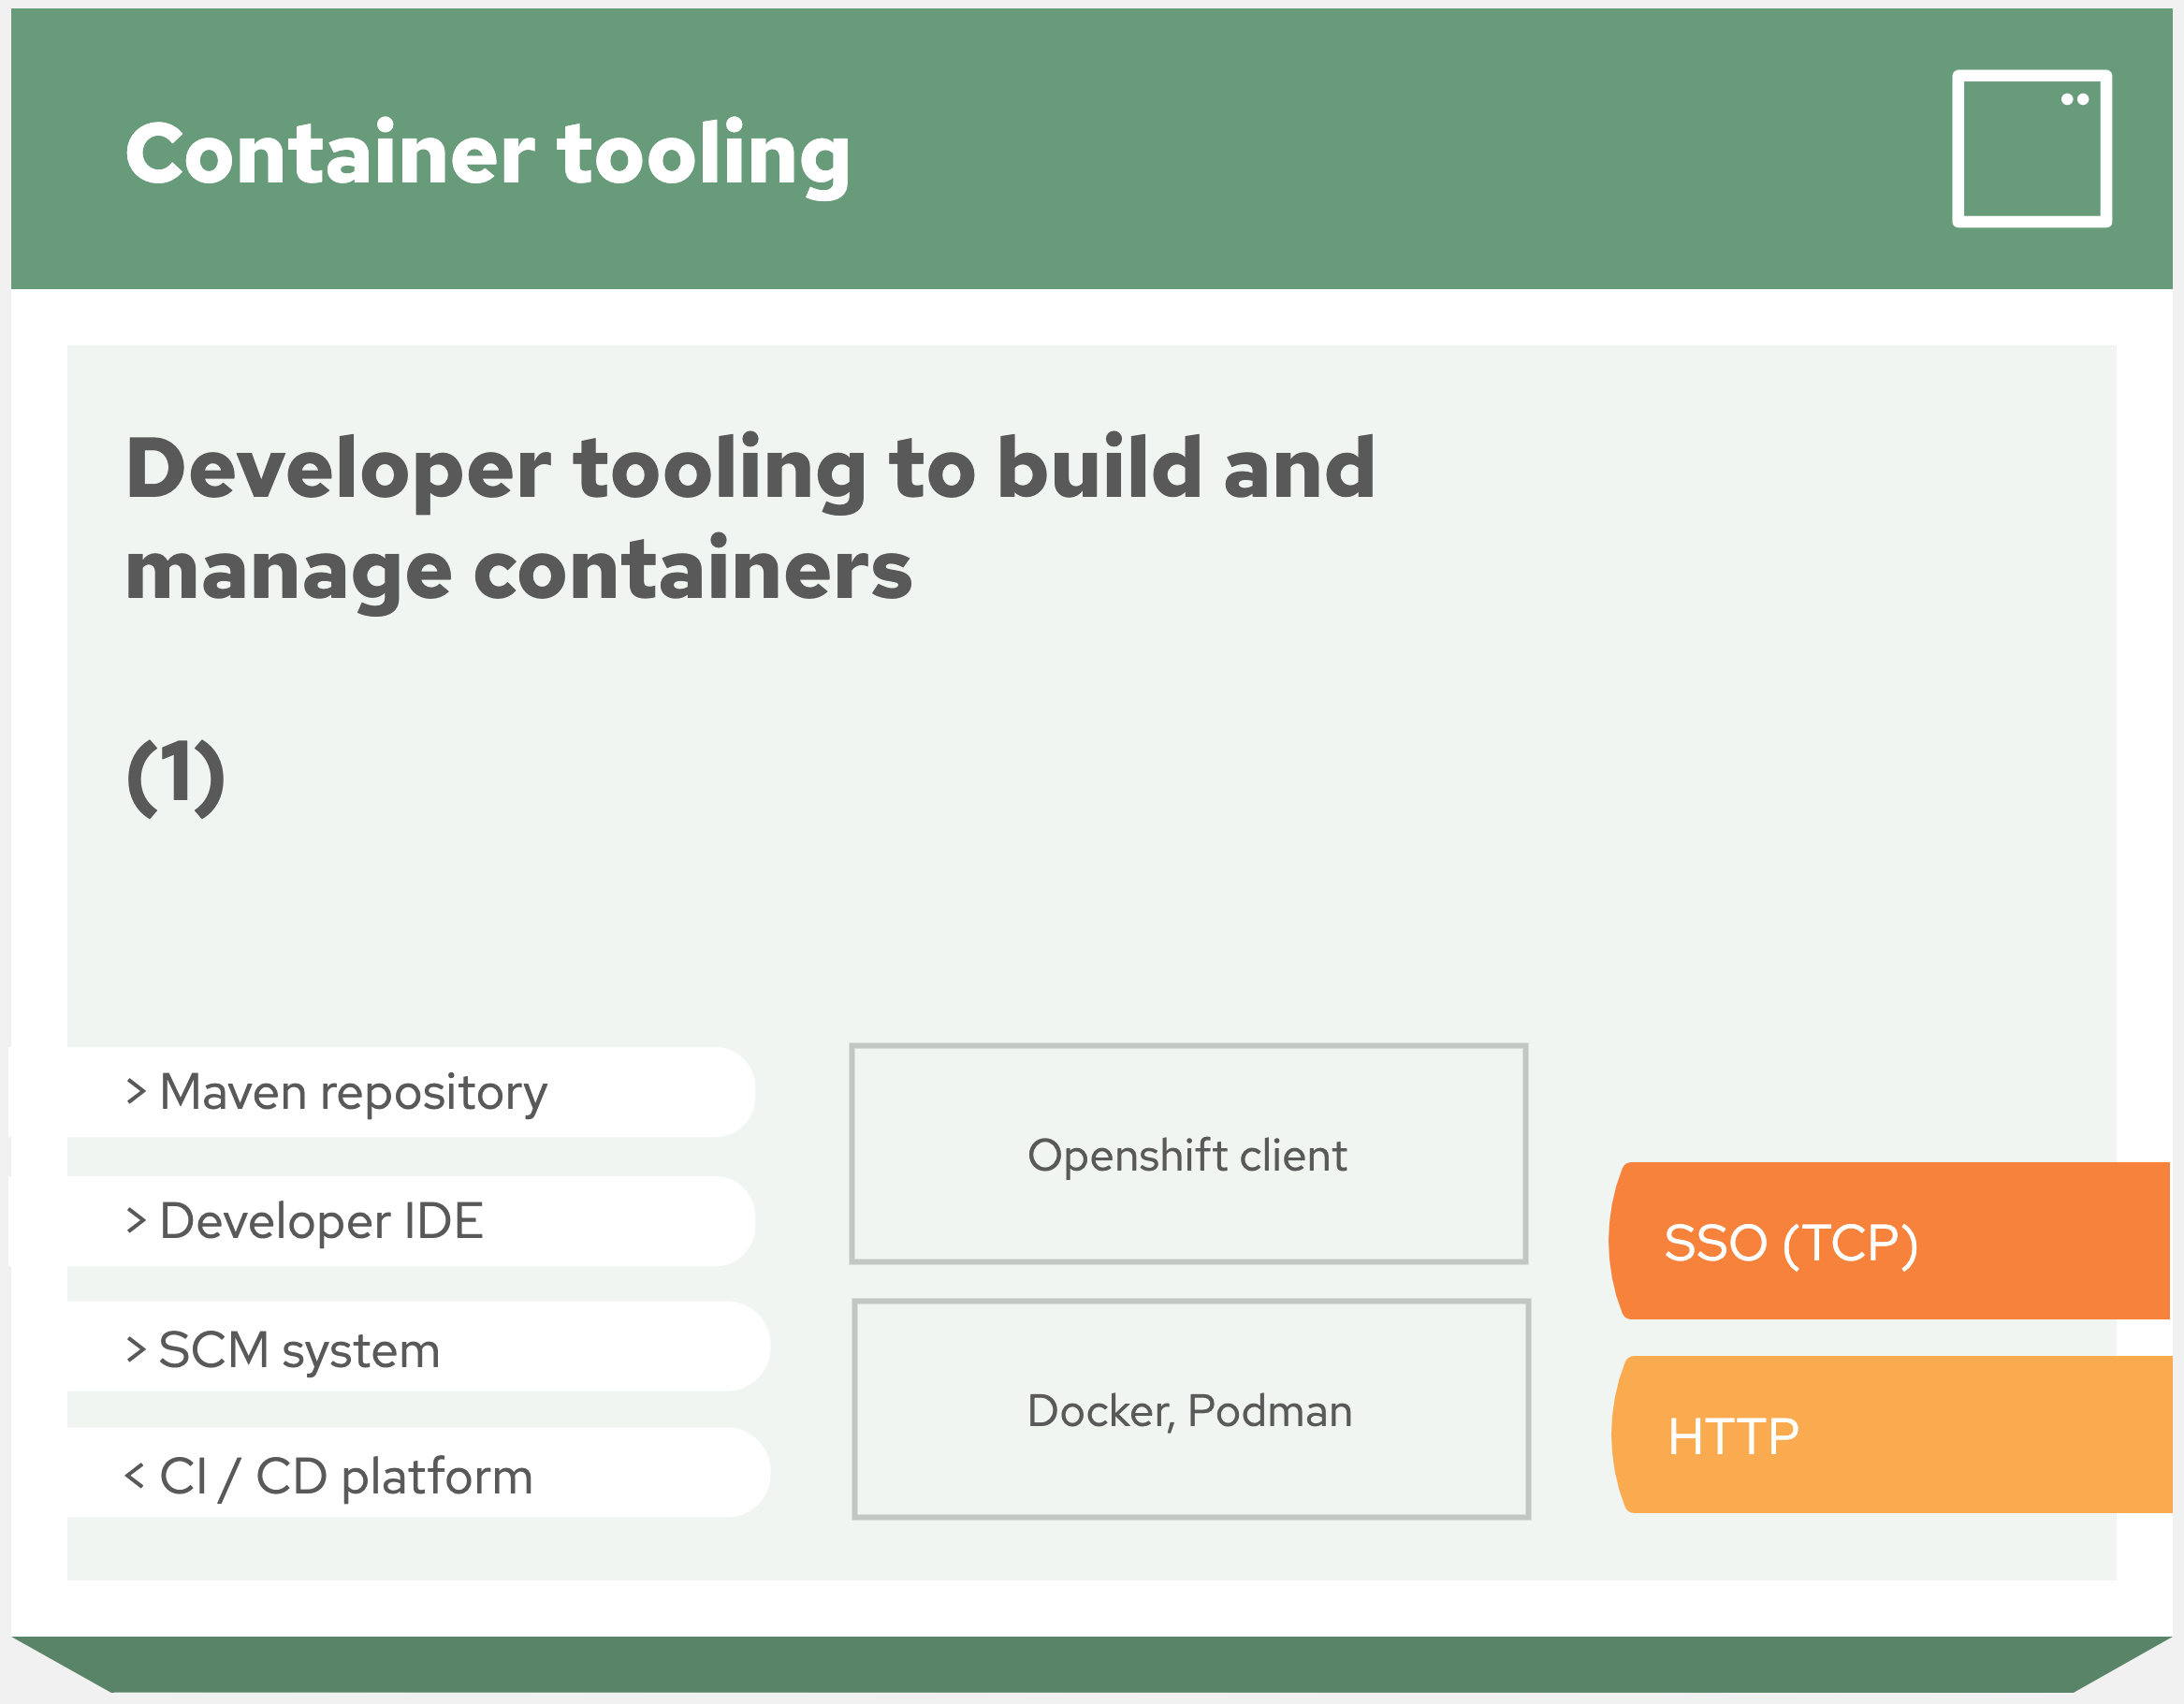 Container tooling
Developer tooling to build and
manage containers
(1)
> Maven repository
> Developer IDE
> SCM system
< CI / CD platform
Openshift client
Docker, Podman
SSO (TCP)
HTTP